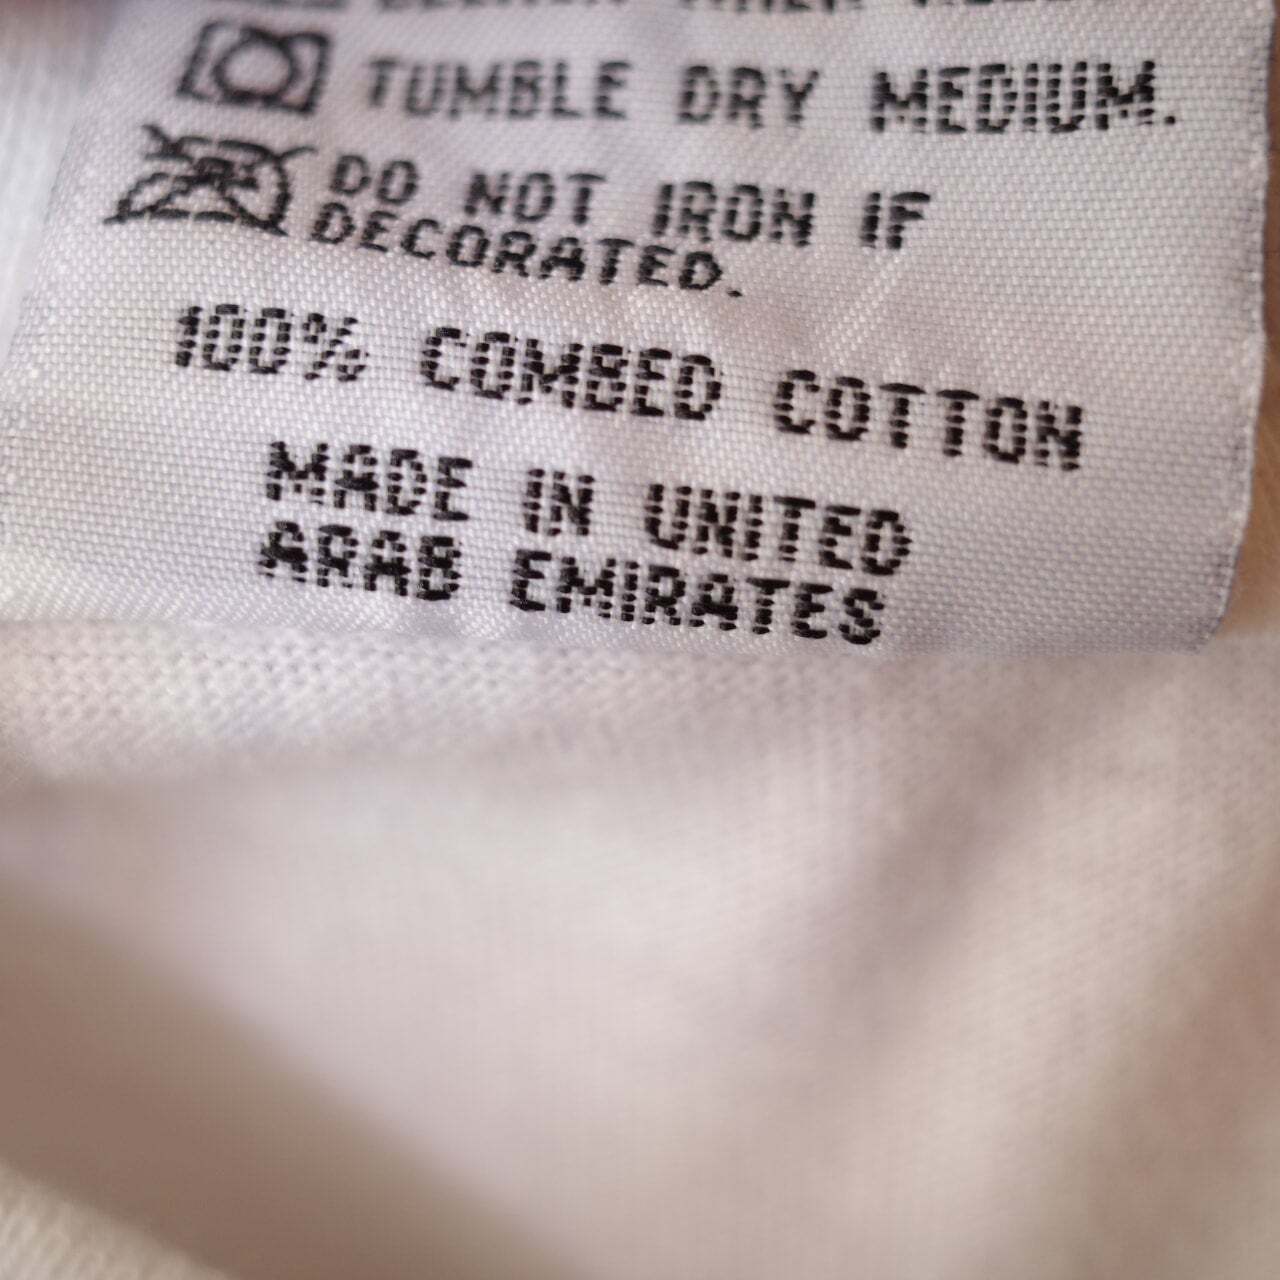 TUMBLE DRY MEDIUM.
DO NOT IRON IF
DECORATED.
100% COMBED COTTON
MADE IN UNITED
ARAB EMIRATES